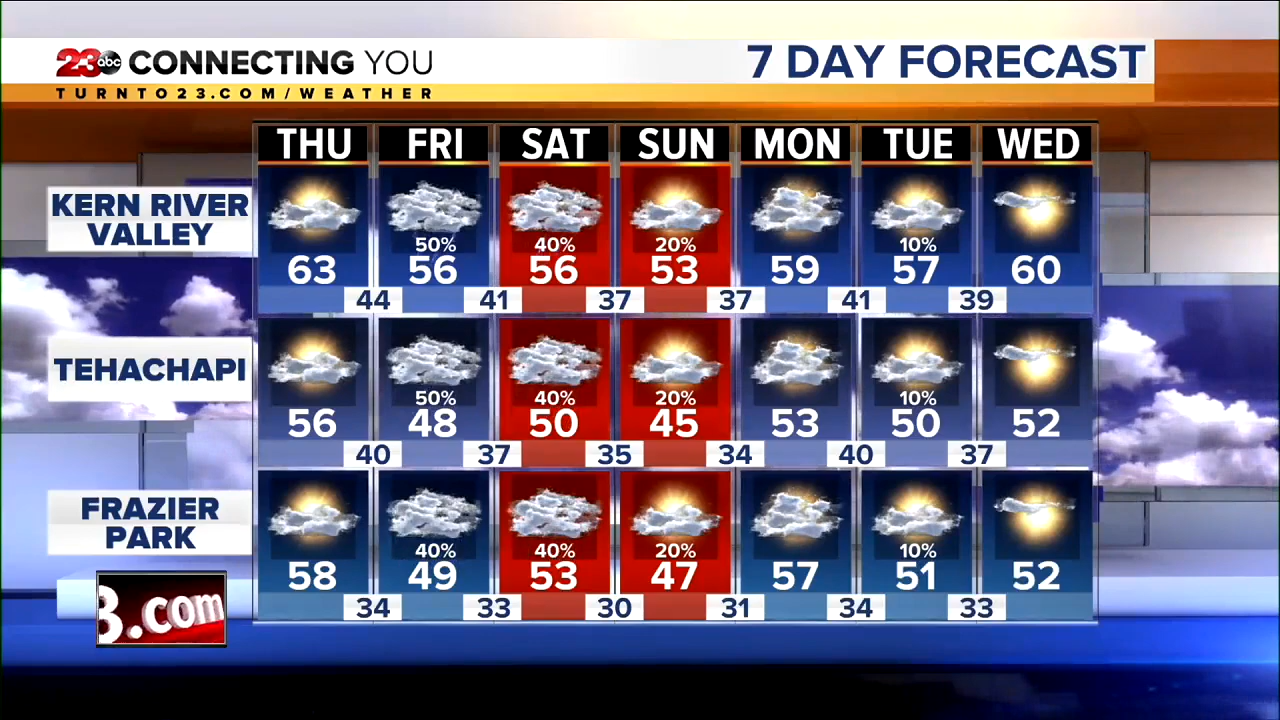 23 abc CONNECTING YOU
TURNTO23.COM/WEATHER
7 DAY FORECAST
THU FRI SAT SUN MON TUE WED
KERN RIVER
VALLEY
50% 40% 20% 10%
63 56 56 53 59 57 60
44 41 37 37 41 39
TEHACHAPI
50% 40% 20% 10%
56 48 50 45 53 50 52
40 37 35 34 40 37
FRAZIER
PARK
40% 40% 20% 10%
58 49 53 47 57 51 52
34 33 30 31 34 33
3.com